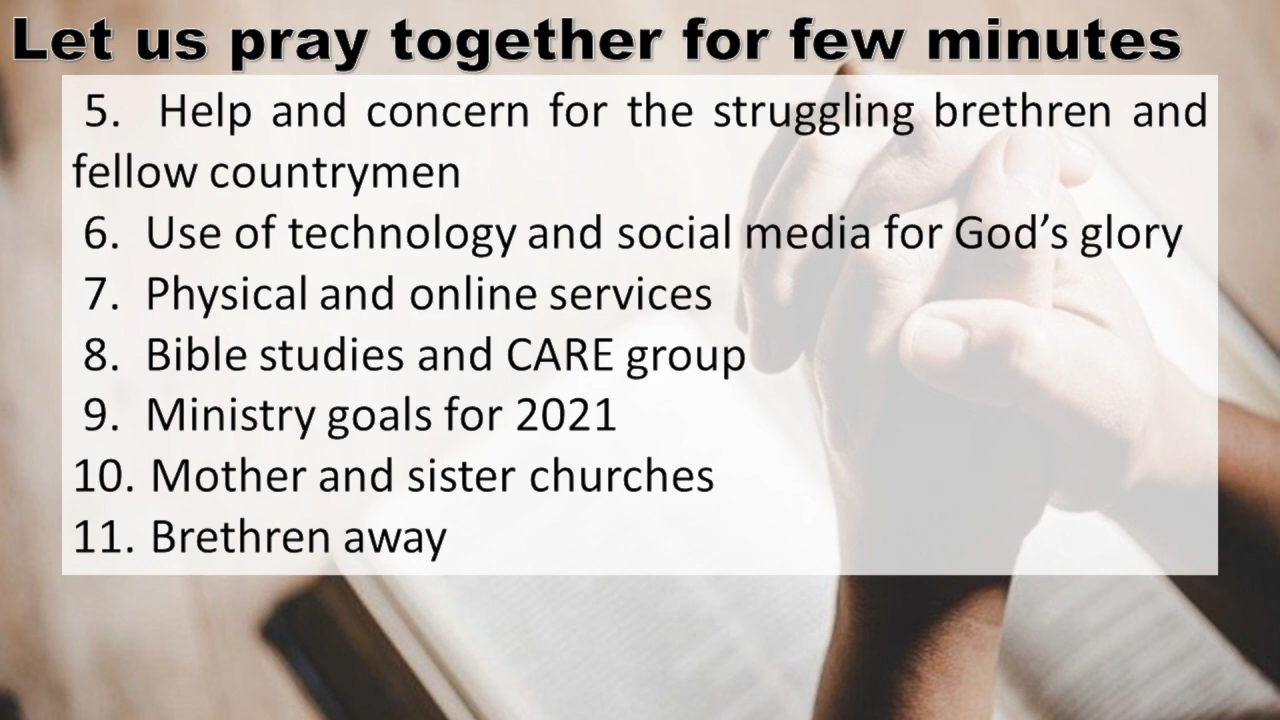 Let us pray together for few minutes
5. Help and concern for the struggling brethren and
fellow countrymen
6. Use of technology and social media for God’s glory
7. Physical and online services
8. Bible studies and CARE group
9. Ministry goals for 2021
10. Mother and sister churches
11. Brethren away